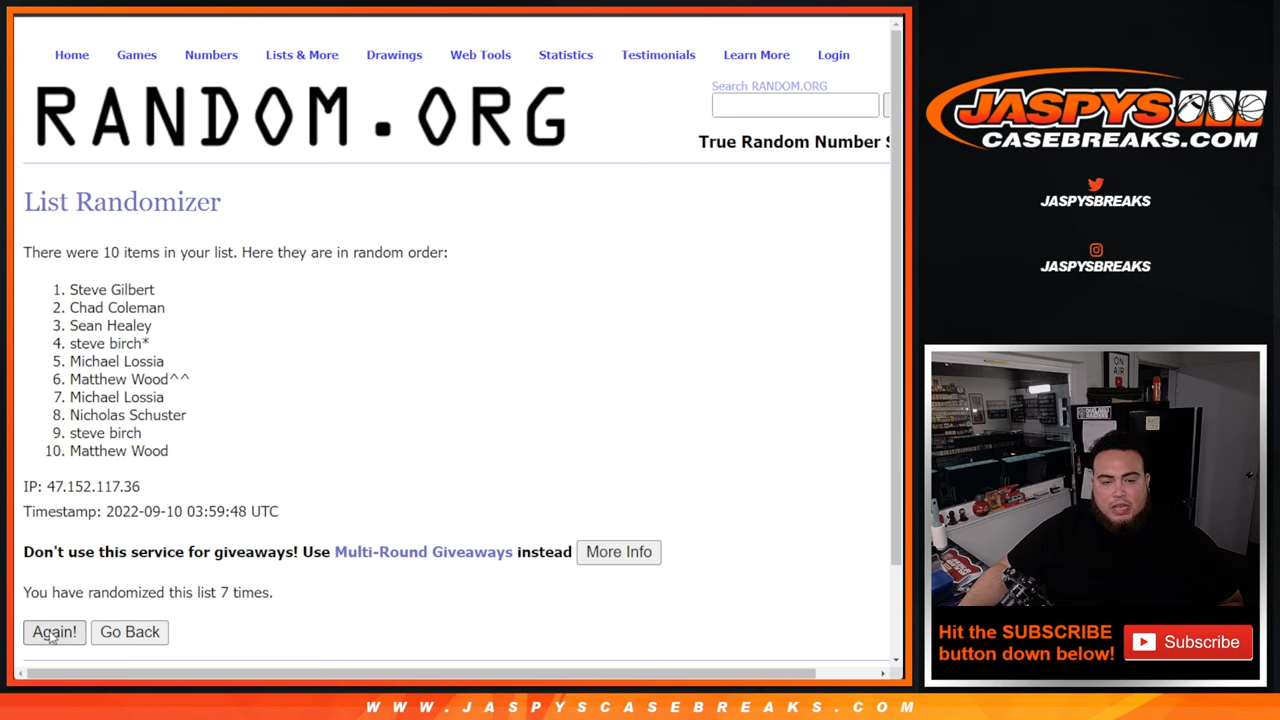 Home Games Numbers Lists & More Drawings Web Tools Statistics Testimonials Learn More Login
RANDOM.ORG
Search RANDOM.ORG
True Random Number S
List Randomizer
There were 10 items in your list. Here they are in random order:
1. Steve Gilbert
2. Chad Coleman
3. Sean Healey
4. steve birch*
5. Michael Lossia
6. Matthew Wood^^
7. Michael Lossia
8. Nicholas Schuster
9. steve birch
10. Matthew Wood
IP: 47.152.117.36
Timestamp: 2022-09-10 03:59:48 UTC
Don't use this service for giveaways! Use Multi-Round Giveaways instead More Info
You have randomized this list 7 times.
Again! Go Back
JASPYS
CASEBREAKS.COM
JASPYSBREAKS
JASPYSBREAKS
ON
AIR
Hit the SUBSCRIBE
button down below!
Subscribe
WWW.JASPYSCASEBREAKS.COM